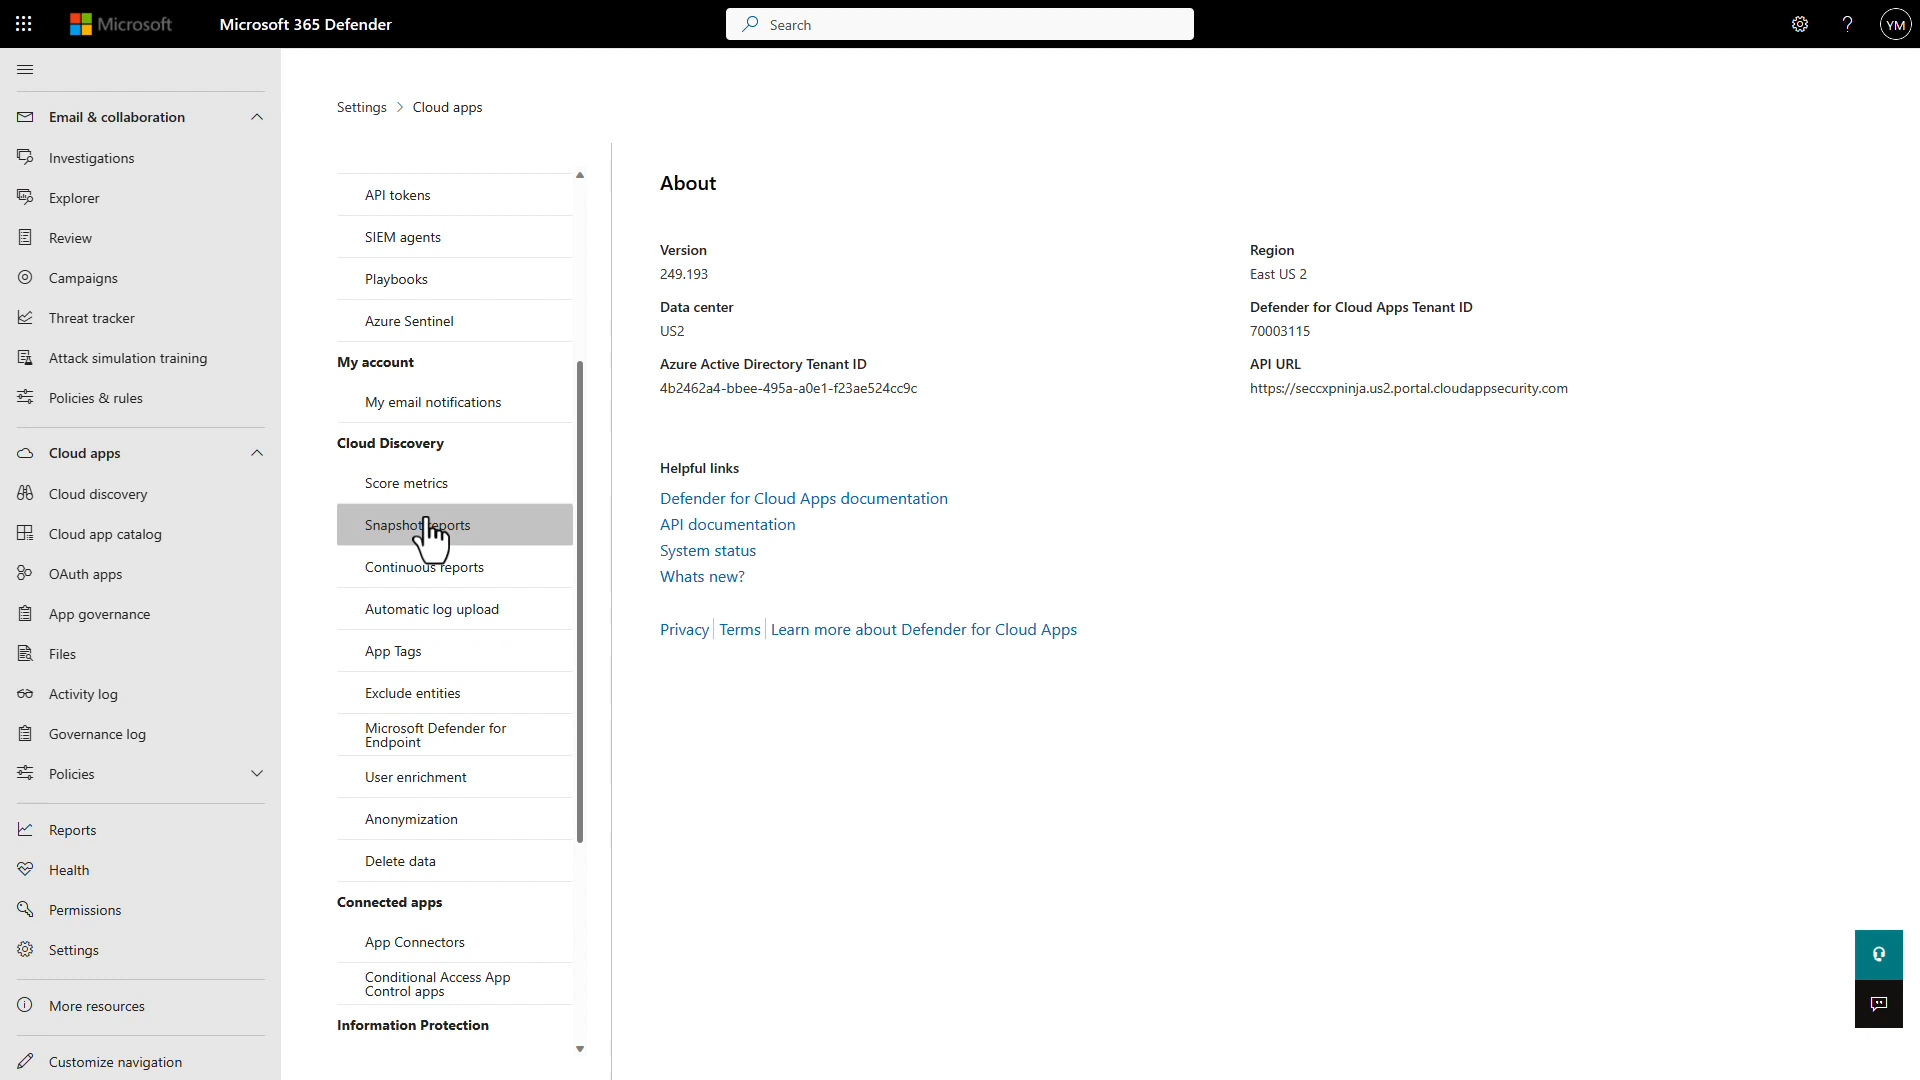 Microsoft
Microsoft 365 Defender
Search
?
YM
Email & collaboration
Investigations
Explorer
Review
Campaigns
Threat tracker
Attack simulation training
Policies & rules
Cloud apps
Cloud discovery
Cloud app catalog
OAuth apps
App governance
Files
Activity log
Governance log
Policies
Reports
Health
Permissions
Settings
More resources
Customize navigation
Settings > Cloud apps
API tokens
SIEM agents
Playbooks
Azure Sentinel
My account
My email notifications
Cloud Discovery
Score metrics
Snapshot reports
Continuous reports
Automatic log upload
App Tags
Exclude entities
Microsoft Defender for
Endpoint
User enrichment
Anonymization
Delete data
Connected apps
App Connectors
Conditional Access App
Control apps
Information Protection
About
Version
249.193
Data center
US2
Azure Active Directory Tenant ID
4b2462a4-bbee-495a-a0e1-f23ae524cc9c
Region
East US 2
Defender for Cloud Apps Tenant ID
70003115
API URL
https://seccxpninja.us2.portal.cloudappsecurity.com
Helpful links
Defender for Cloud Apps documentation
API documentation
System status
Whats new?
Privacy | Terms | Learn more about Defender for Cloud Apps